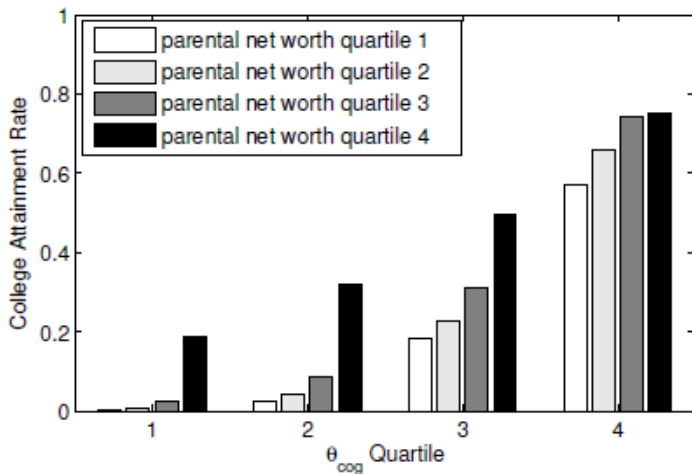 1
0.8
0.6
0.4
0.2
0
College Attainment Rate
parental net worth quartile 1
parental net worth quartile 2
parental net worth quartile 3
parental net worth quartile 4
1 2 3 4
θcog Quartile